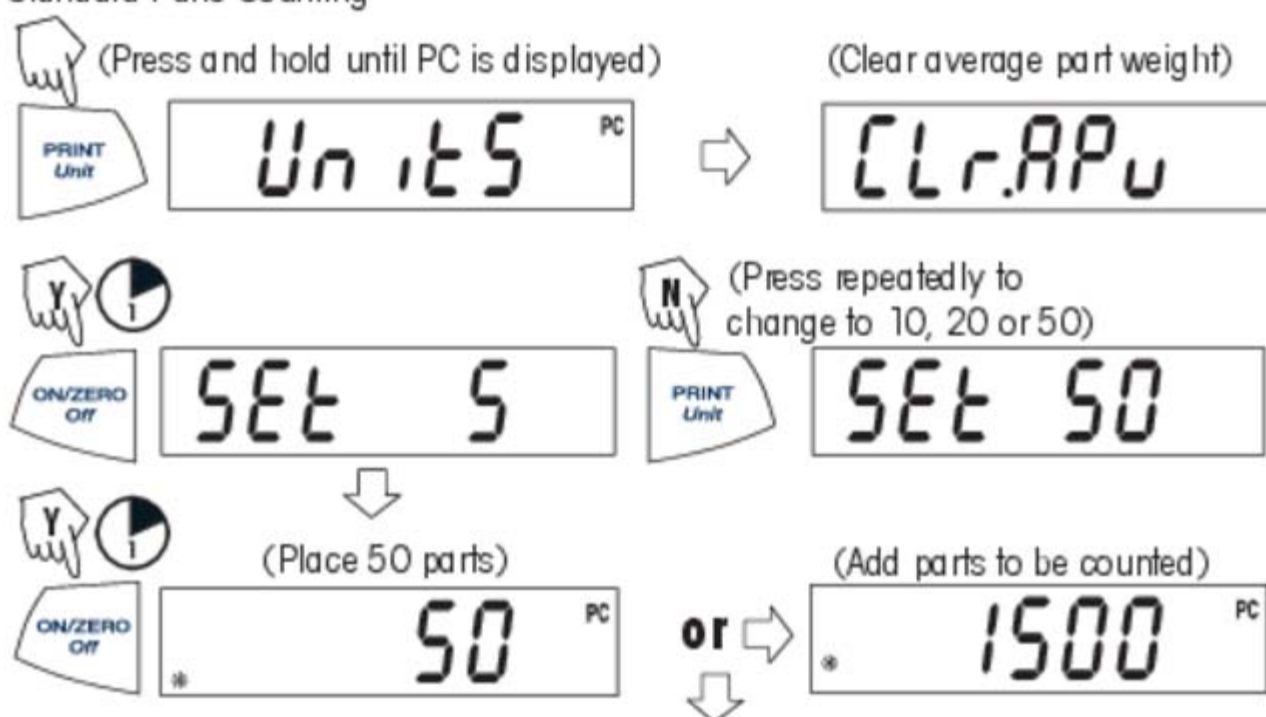 Standard Parts Counting
(Press and hold until PC is displayed)
(Clear average part weight)
PRINT
Unit
UnitS PC
CLr.APu
Y
1
N
(Press repeatedly to
change to 10, 20 or 50)
ON/ZERO
Off
SEt 5
PRINT
Unit
SEt 50
Y
1
(Place 50 parts)
(Add parts to be counted)
ON/ZERO
Off
* 50 PC
or
* 1500 PC